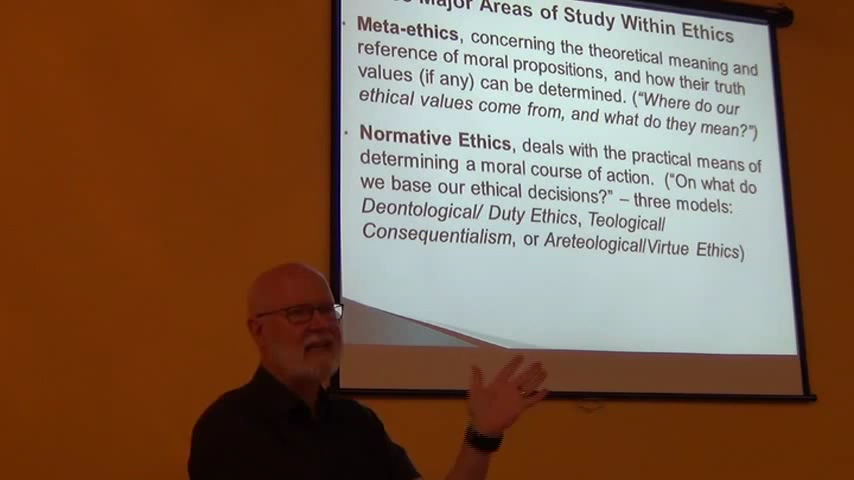 Major Areas of Study Within Ethics
Meta-ethics, concerning the theoretical meaning and
reference of moral propositions, and how their truth
values (if any) can be determined. ("Where do our
ethical values come from, and what do they mean?")
Normative Ethics, deals with the practical means of
determining a moral course of action. ("On what do
we base our ethical decisions?" – three models:
Deontological/ Duty Ethics, Teological/
Consequentialism, or Areteological/Virtue Ethics)